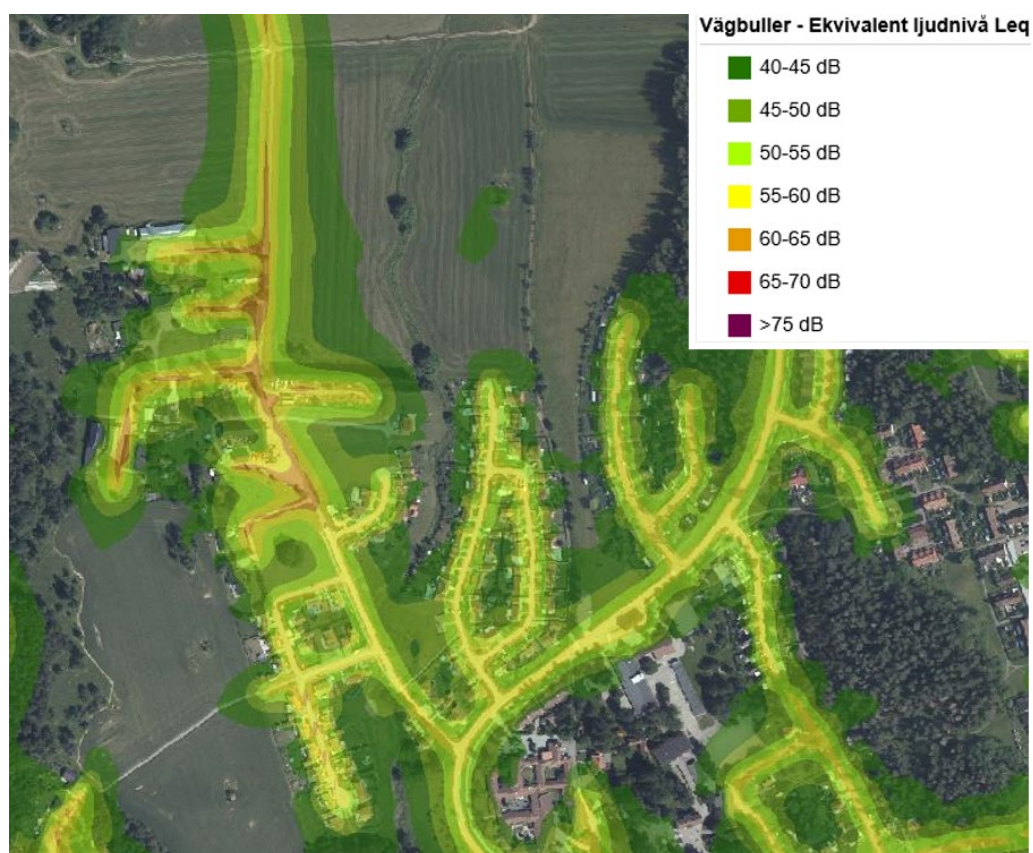 Vägbuller - Ekvivalent ljudnivå Leq
40-45 dB
45-50 dB
50-55 dB
55-60 dB
60-65 dB
65-70 dB
>75 dB